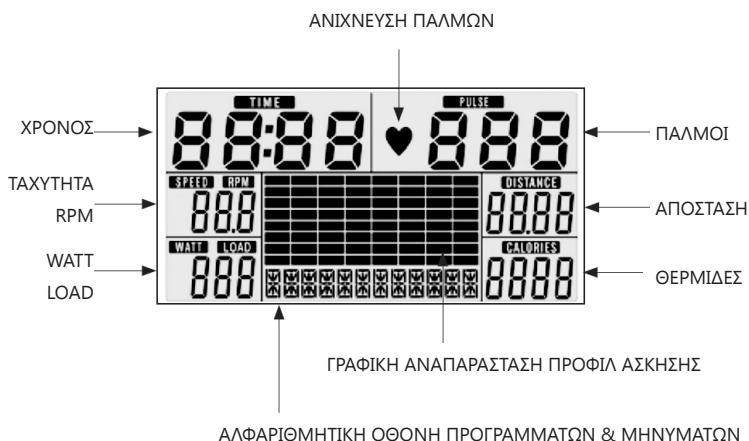 ΑΝΙΧΝΕΥΣΗ ΠΑΛΜΩΝ
TIME
PULSE
ΧΡΟΝΟΣ
88:88
888
ΠΑΛΜΟΙ
ΤΑΧΥΤΗΤΑ
RPM
SPEED RPM
88.8
DISTANCE
88.88
ΑΠΟΣΤΑΣΗ
WATT
LOAD
WATT LOAD
888
CALORIES
8888
ΘΕΡΜΙΔΕΣ
ΓΡΑΦΙΚΗ ΑΝΑΠΑΡΑΣΤΑΣΗ ΠΡΟΦΙΛ ΑΣΚΗΣΗΣ
ΑΛΦΑΡΙΘΜΗΤΙΚΗ ΟΘΟΝΗ ΠΡΟΓΡΑΜΜΑΤΩΝ & ΜΗΝΥΜΑΤΩΝ